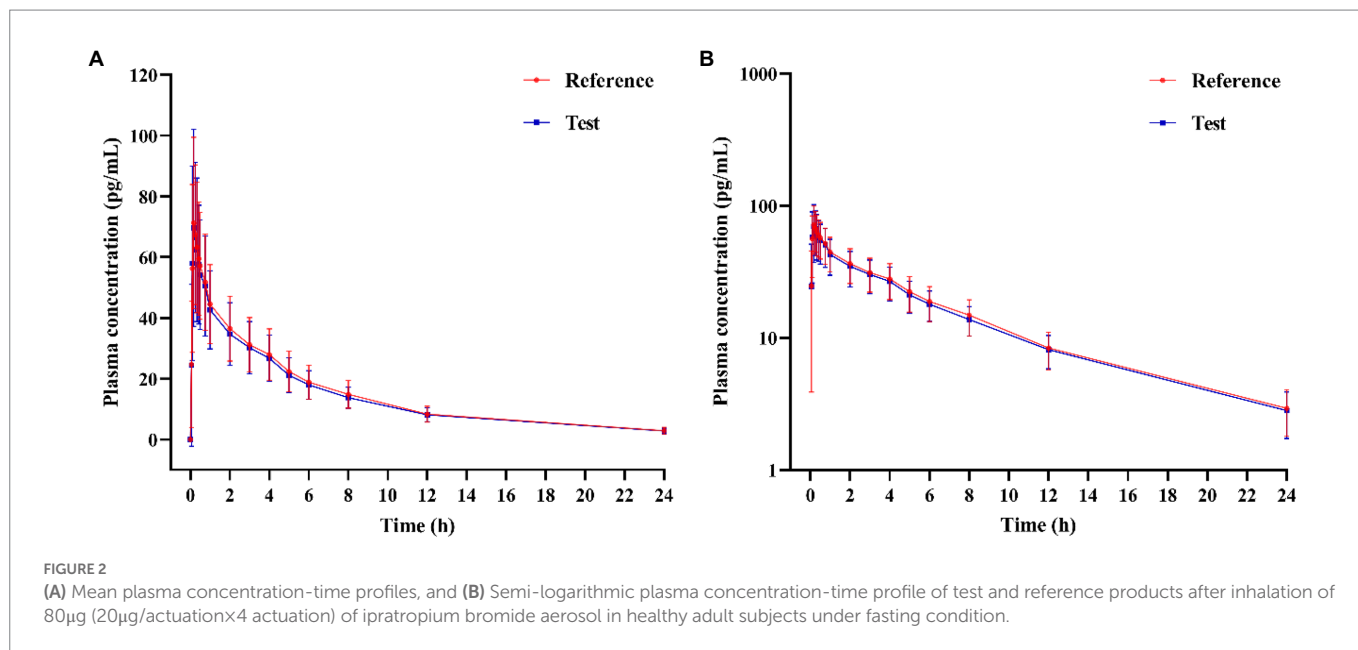 A
Reference
Test
Plasma concentration (pg/mL)
120
100
80
60
40
20
0
0 2 4 6 8 10 12 14 16 18 20 22 24
Time (h)
B
Reference
Test
Plasma concentration (pg/mL)
1000
100
10
1
0 2 4 6 8 10 12 14 16 18 20 22 24
Time (h)
FIGURE 2
(A) Mean plasma concentration-time profiles, and (B) Semi-logarithmic plasma concentration-time profile of test and reference products after inhalation of
80μg (20μg/actuation×4 actuation) of ipratropium bromide aerosol in healthy adult subjects under fasting condition.